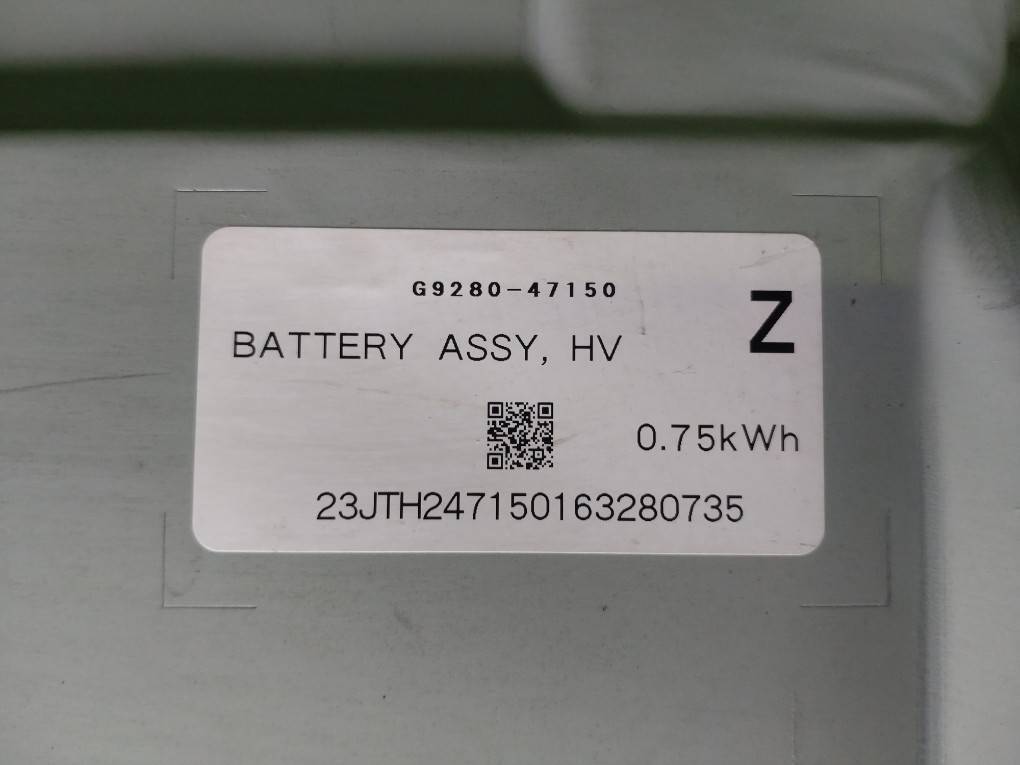 G9280-47150
Z
BATTERY ASSY, HV
0.75kWh
23JTH247150163280735